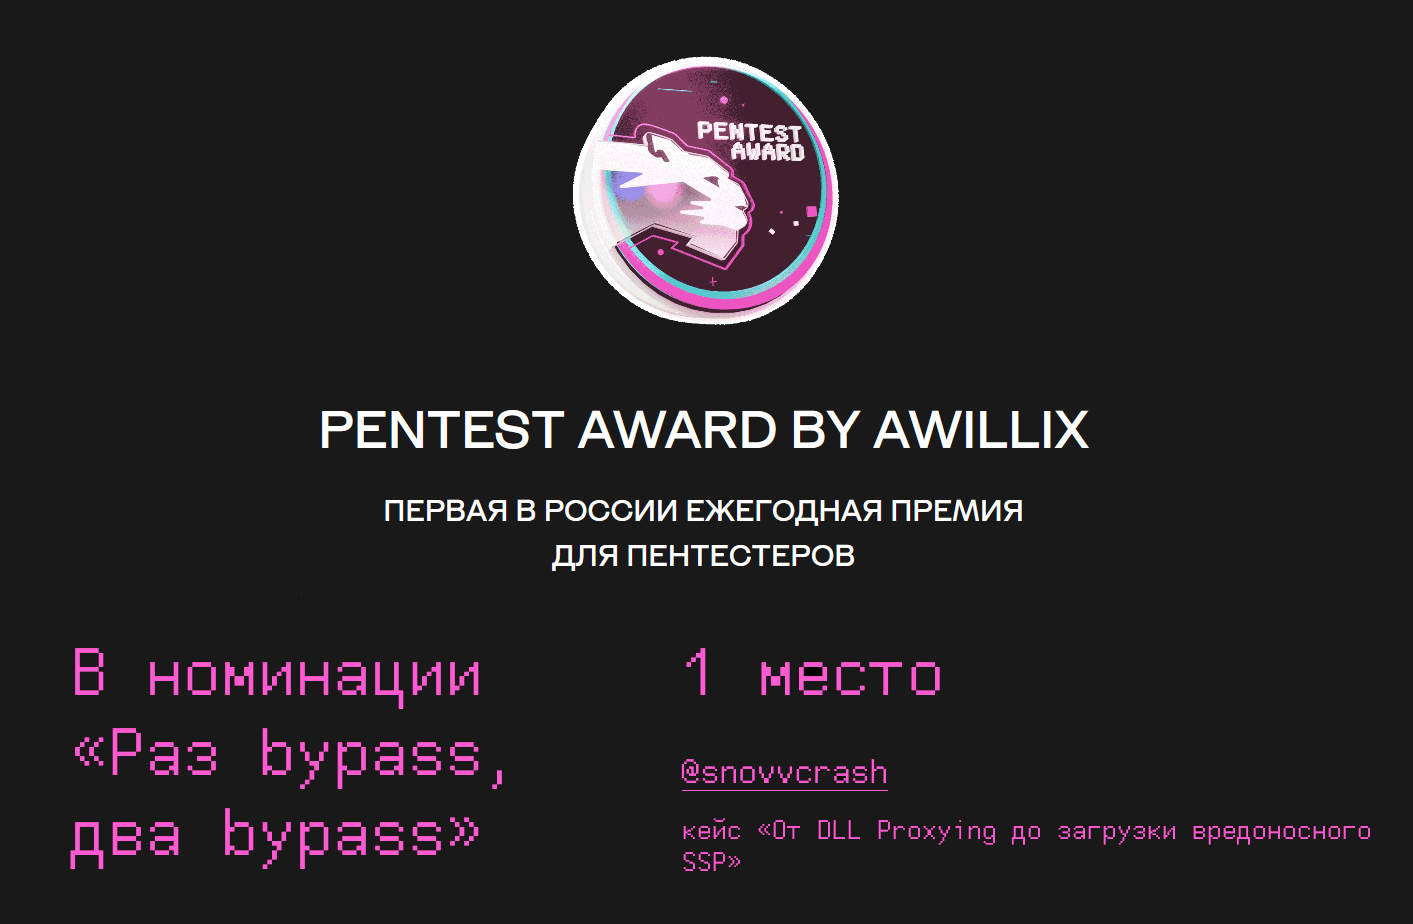 PENTEST
AWARD
PENTEST AWARD BY AWILLIX
ПЕРВАЯ В РОССИИ ЕЖЕГОДНАЯ ПРЕМИЯ
ДЛЯ ПЕНТЕСТЕРОВ
В номинации
«Раз bypass,
два bypass»
1 место
@snovvcrash
кейс «От DLL Proxying до загрузки вредоносного
SSP»